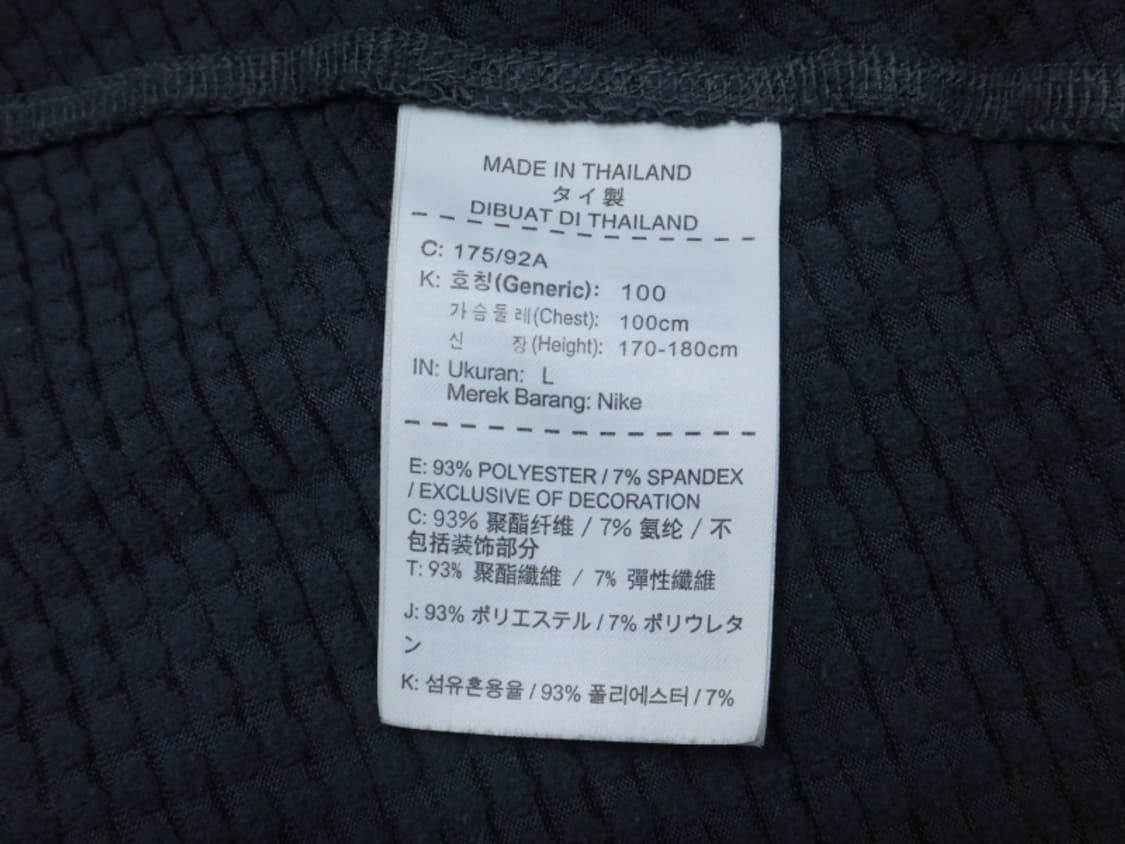 MADE IN THAILAND
タイ製
DIBUAT DI THAILAND
C: 175/92A
K: 호칭(Generic): 100
가슴둘레(Chest): 100cm
신 장(Height): 170-180cm
IN: Ukuran: L
Merek Barang: Nike
E: 93% POLYESTER / 7% SPANDEX
/ EXCLUSIVE OF DECORATION
C: 93% 聚酯纤维 / 7% 氨纶 / 不
包括装饰部分
T: 93% 聚酯纖維 / 7% 彈性纖維
J: 93% ポリエステル / 7% ポリウレタ
ン
K: 섬유혼용율 / 93% 폴리에스터 / 7%